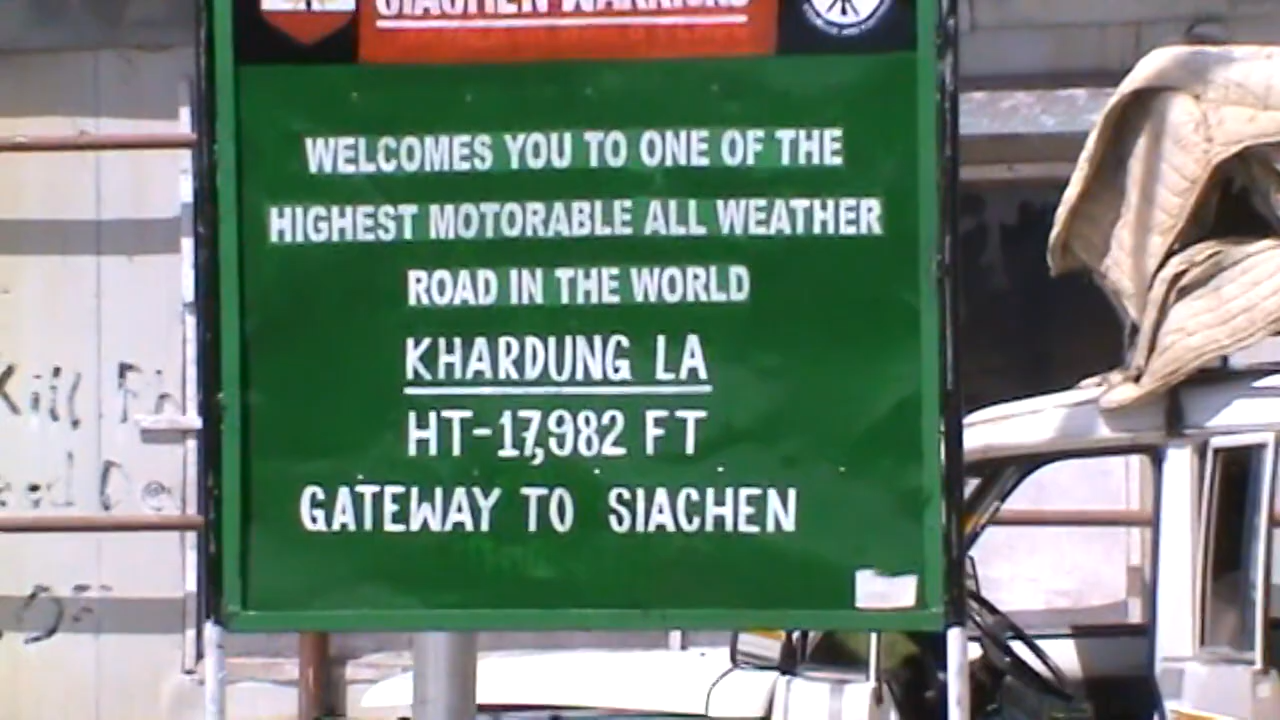 SIACHEN WARRIORS
WELCOMES YOU TO ONE OF THE
HIGHEST MOTORABLE ALL WEATHER
ROAD IN THE WORLD
KHARDUNG LA
HT-17,982 FT
GATEWAY TO SIACHEN
Kill